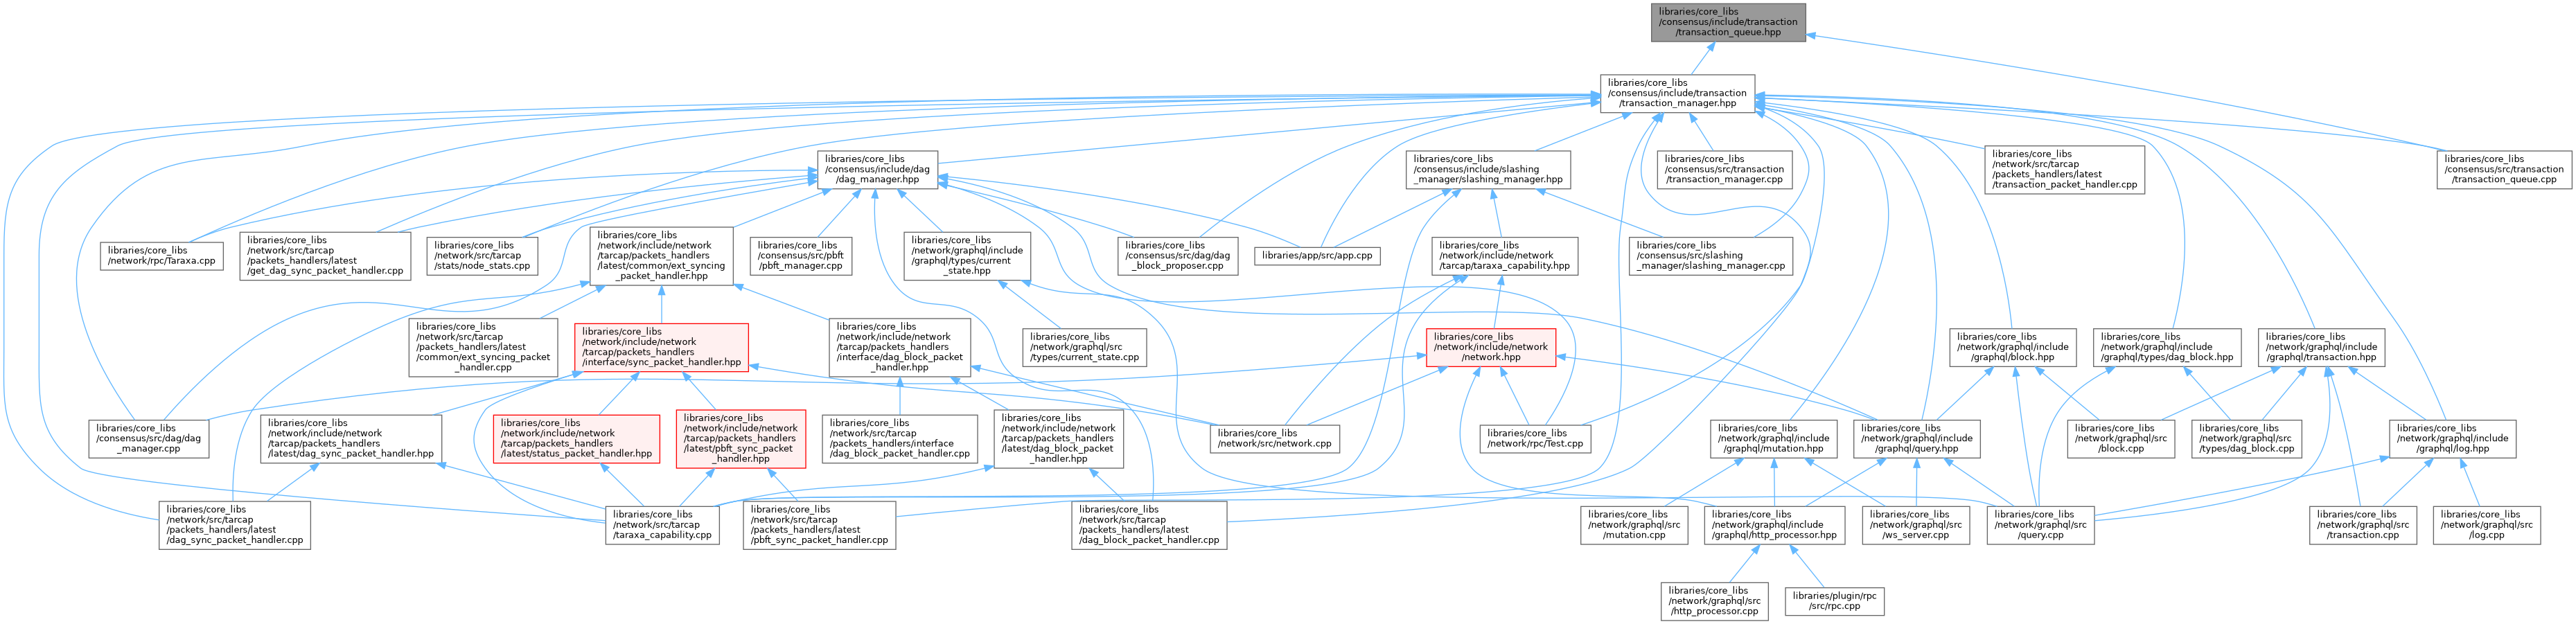 libraries/core_libs
/consensus/include/transaction
/transaction_queue.hpp
libraries/core_libs
/consensus/include/transaction
/transaction_manager.hpp
libraries/core_libs
/consensus/include/dag
/dag_manager.hpp
libraries/core_libs
/consensus/include/slashing
_manager/slashing_manager.hpp
libraries/core_libs
/consensus/src/transaction
/transaction_manager.cpp
libraries/core_libs
/network/src/tarcap
/packets_handlers/latest
/transaction_packet_handler.cpp
libraries/core_libs
/consensus/src/transaction
/transaction_queue.cpp
libraries/core_libs
/network/rpc/Taraxa.cpp
libraries/core_libs
/network/src/tarcap
/packets_handlers/latest
/get_dag_sync_packet_handler.cpp
libraries/core_libs
/network/src/tarcap
/stats/node_stats.cpp
libraries/core_libs
/network/include/network
/tarcap/packets_handlers
/latest/common/ext_syncing
_packet_handler.hpp
libraries/core_libs
/consensus/src/pbft
/pbft_manager.cpp
libraries/core_libs
/network/graphql/include
/graphql/types/current
_state.hpp
libraries/core_libs
/consensus/src/dag/dag
_block_proposer.cpp
libraries/app/src/app.cpp
libraries/core_libs
/network/include/network
/tarcap/taraxa_capability.hpp
libraries/core_libs
/consensus/src/slashing
_manager/slashing_manager.cpp
libraries/core_libs
/network/src/tarcap
/packets_handlers/latest
/common/ext_syncing_packet
_handler.cpp
libraries/core_libs
/network/include/network
/tarcap/packets_handlers
/interface/sync_packet_handler.hpp
libraries/core_libs
/network/include/network
/tarcap/packets_handlers
/interface/dag_block_packet
_handler.hpp
libraries/core_libs
/network/graphql/src
/types/current_state.cpp
libraries/core_libs
/network/include/network
/network.hpp
libraries/core_libs
/network/graphql/include
/graphql/block.hpp
libraries/core_libs
/network/graphql/include
/graphql/types/dag_block.hpp
libraries/core_libs
/network/graphql/include
/graphql/transaction.hpp
libraries/core_libs
/consensus/src/dag/dag
_manager.cpp
libraries/core_libs
/network/include/network
/tarcap/packets_handlers
/latest/dag_sync_packet_handler.hpp
libraries/core_libs
/network/include/network
/tarcap/packets_handlers
/latest/status_packet_handler.hpp
libraries/core_libs
/network/include/network
/tarcap/packets_handlers
/latest/pbft_sync_packet
_handler.hpp
libraries/core_libs
/network/src/tarcap
/packets_handlers/interface
/dag_block_packet_handler.cpp
libraries/core_libs
/network/include/network
/tarcap/packets_handlers
/latest/dag_block_packet
_handler.hpp
libraries/core_libs
/network/src/network.cpp
libraries/core_libs
/network/rpc/Test.cpp
libraries/core_libs
/network/graphql/include
/graphql/mutation.hpp
libraries/core_libs
/network/graphql/include
/graphql/query.hpp
libraries/core_libs
/network/graphql/src
/block.cpp
libraries/core_libs
/network/graphql/src
/types/dag_block.cpp
libraries/core_libs
/network/graphql/include
/graphql/log.hpp
libraries/core_libs
/network/src/tarcap
/packets_handlers/latest
/dag_sync_packet_handler.cpp
libraries/core_libs
/network/src/tarcap
/taraxa_capability.cpp
libraries/core_libs
/network/src/tarcap
/packets_handlers/latest
/pbft_sync_packet_handler.cpp
libraries/core_libs
/network/src/tarcap
/packets_handlers/latest
/dag_block_packet_handler.cpp
libraries/core_libs
/network/graphql/src
/mutation.cpp
libraries/core_libs
/network/graphql/include
/graphql/http_processor.hpp
libraries/core_libs
/network/graphql/src
/ws_server.cpp
libraries/core_libs
/network/graphql/src
/query.cpp
libraries/core_libs
/network/graphql/src
/transaction.cpp
libraries/core_libs
/network/graphql/src
/log.cpp
libraries/core_libs
/network/graphql/src
/http_processor.cpp
libraries/plugin/rpc
/src/rpc.cpp